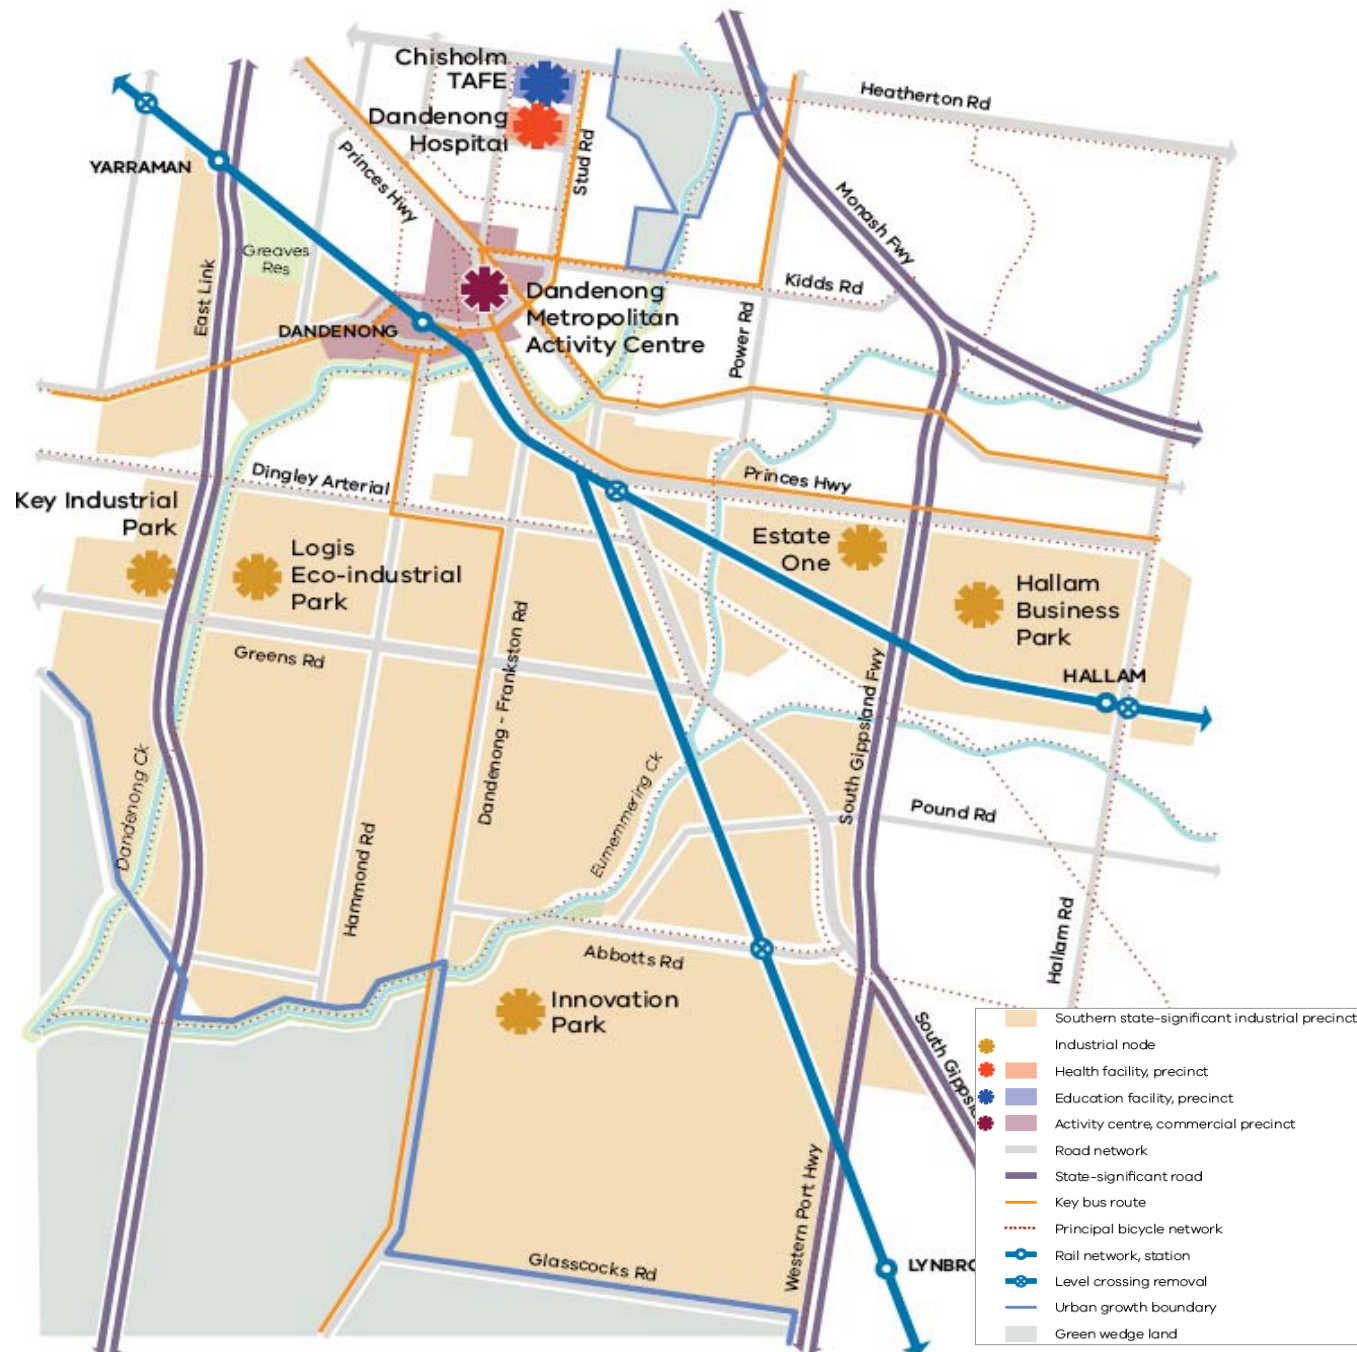 Chisholm
TAFE
Dandenong
Hospital
Heatherton Rd
YARRAMAN
Princes Hwy
Stud Rd
Monash Fwy
Greaves
Res
East Link
Kidds Rd
DANDENONG
Dandenong
Metropolitan
Activity Centre
Power Rd
Dingley Arterial
Princes Hwy
Key Industrial
Park
Logis
Eco-industrial
Park
Estate
One
Hallam
Business
Park
Greens Rd
Dandenong - Frankston Rd
HALLAM
South Gippsland Fwy
Dandenong Ck
Eumemmering Ck
Hammond Rd
Pound Rd
Abbotts Rd
Hallam Rd
Innovation
Park
South Gippsla
Western Port Hwy
Glasscocks Rd
LYNBRO
Southern state-significant industrial precinct
Industrial node
Health facility, precinct
Education facility, precinct
Activity centre, commercial precinct
Road network
State-significant road
Key bus route
Principal bicycle network
Rail network, station
Level crossing removal
Urban growth boundary
Green wedge land